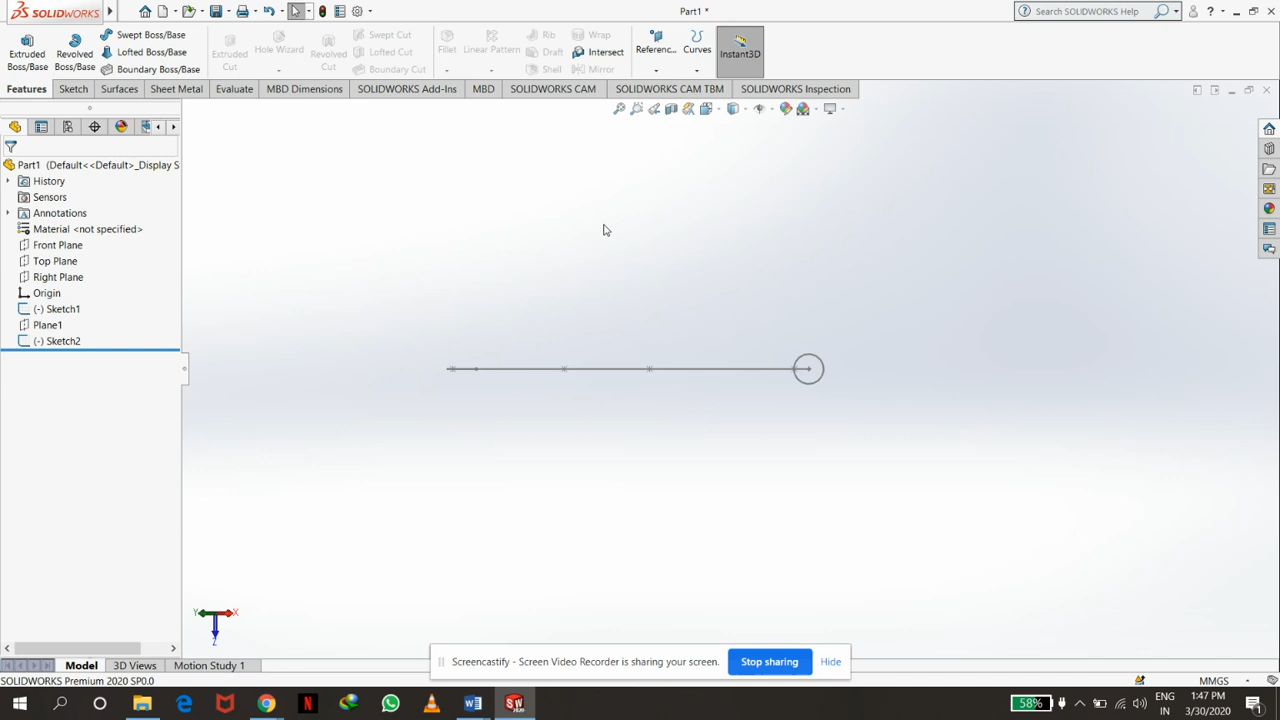 SOLIDWORKS
Part1 *
Search SOLIDWORKS Help
Extruded Boss/Base
Revolved Boss/Base
Swept Boss/Base
Lofted Boss/Base
Boundary Boss/Base
Extruded Cut
Hole Wizard
Revolved Cut
Swept Cut
Lofted Cut
Boundary Cut
Fillet
Linear Pattern
Rib
Draft
Shell
Wrap
Intersect
Mirror
Referenc...
Curves
Instant3D
Features
Sketch
Surfaces
Sheet Metal
Evaluate
MBD Dimensions
SOLIDWORKS Add-Ins
MBD
SOLIDWORKS CAM
SOLIDWORKS CAM TBM
SOLIDWORKS Inspection
Part1 (Default<<Default>_Display S
History
Sensors
Annotations
Material <not specified>
Front Plane
Top Plane
Right Plane
Origin
(-) Sketch1
Plane1
(-) Sketch2
Y X
Z
Screencastify - Screen Video Recorder is sharing your screen.
Stop sharing
Hide
Model
3D Views
Motion Study 1
SOLIDWORKS Premium 2020 SP0.0
MMGS
58%
ENG
IN
1:47 PM
3/30/2020